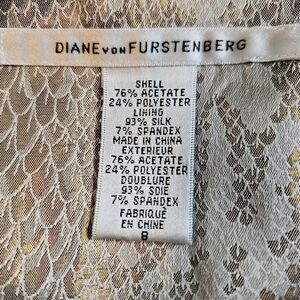 DIANE VON FURSTENBERG
SHELL
76% ACETATE
24% POLYESTER
LINING
93% SILK
7% SPANDEX
MADE IN CHINA
EXTERIEUR
76% ACETATE
24% POLYESTER
DOUBLURE
93% SOIE
7% SPANDEX
FABRIQUÉ
EN CHINE
8